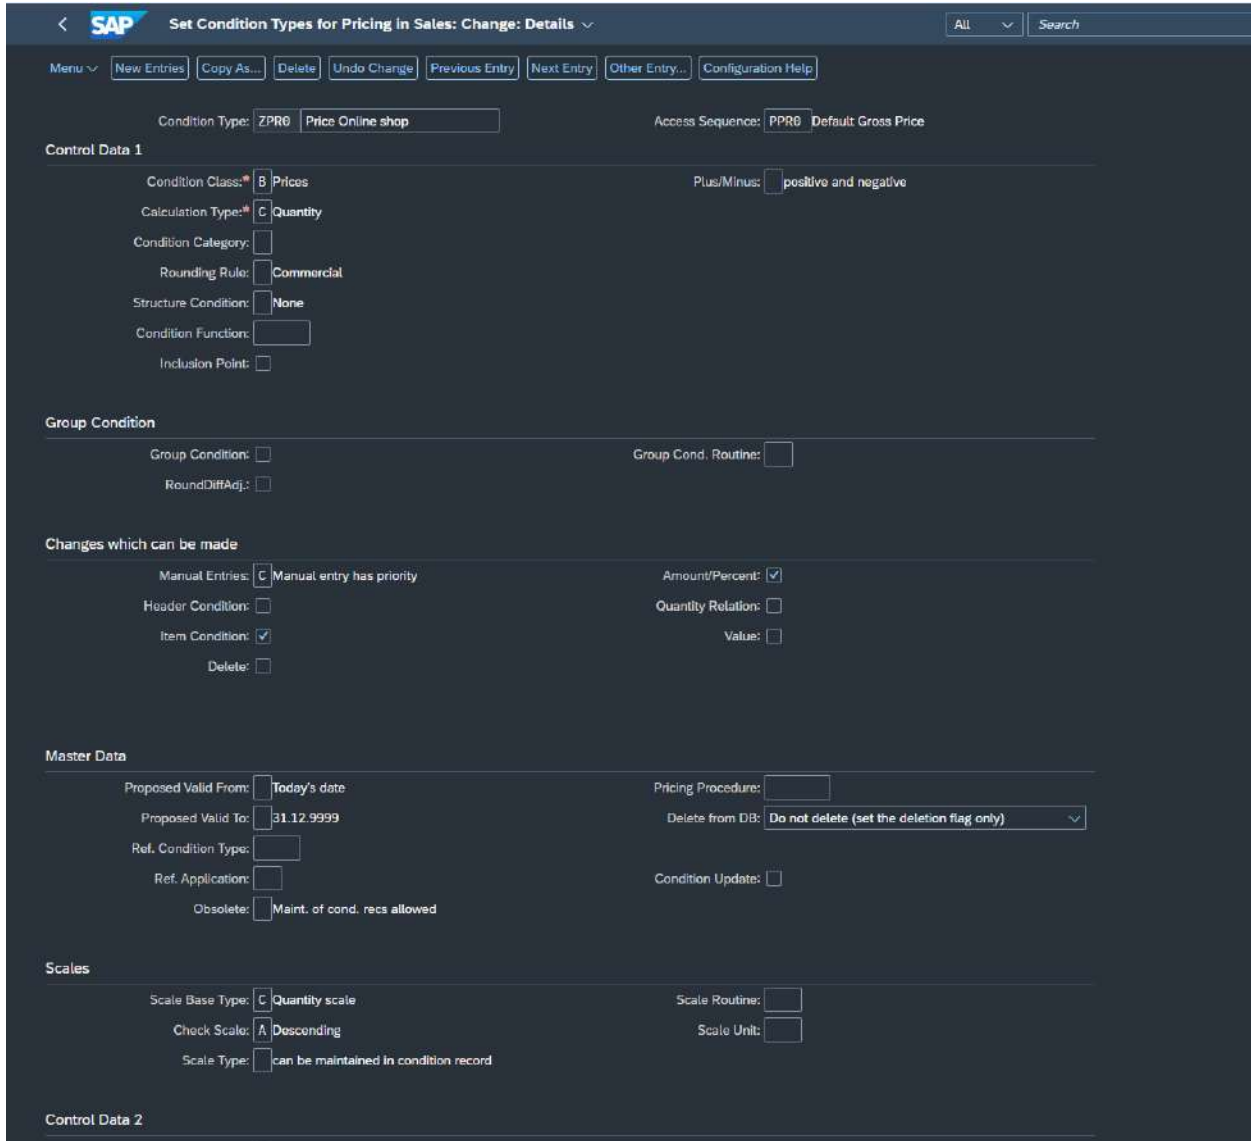 SAP Set Condition Types for Pricing in Sales: Change: Details All Search
Menu New Entries Copy As... Delete Undo Change Previous Entry Next Entry Other Entry... Configuration Help
Condition Type: ZPR0 Price Online shop Access Sequence: PPR0 Default Gross Price
Control Data 1
Condition Class:* B Prices Plus/Minus: positive and negative
Calculation Type:* C Quantity
Condition Category:
Rounding Rule: Commercial
Structure Condition: None
Condition Function:
Inclusion Point:
Group Condition
Group Condition: Group Cond. Routine:
RoundDiffAdj.:
Changes which can be made
Manual Entries: C Manual entry has priority Amount/Percent:
Header Condition: Quantity Relation:
Item Condition: Value:
Delete:
Master Data
Proposed Valid From: Today's date Pricing Procedure:
Proposed Valid To: 31.12.9999 Delete from DB: Do not delete (set the deletion flag only)
Ref. Condition Type:
Ref. Application: Condition Update:
Obsolete: Maint. of cond. recs allowed
Scales
Scale Base Type: C Quantity scale Scale Routine:
Check Scale: A Descending Scale Unit:
Scale Type: can be maintained in condition record
Control Data 2